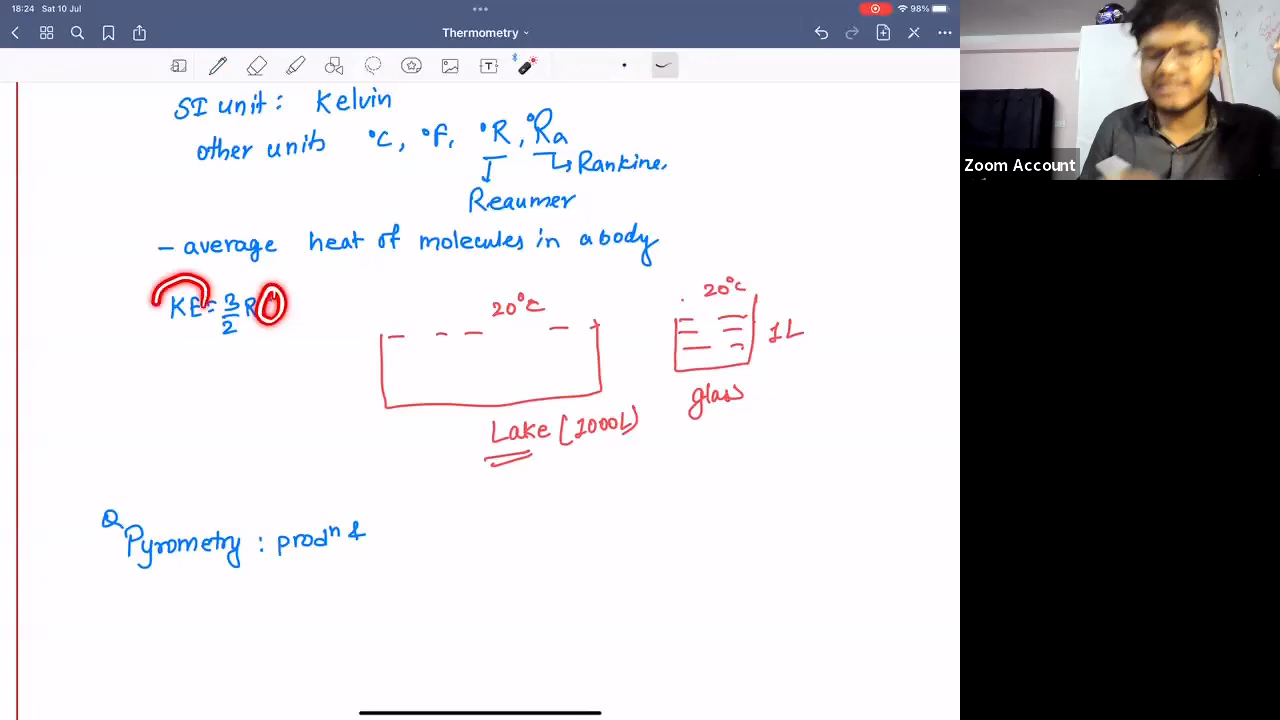 18:24 Sat 10 Jul
98%
Thermometry
SI unit: Kelvin
other units °C, °F, °R, °Ra
Rankine.
Reaumer
- average heat of molecules in a body
KE = 3/2 R
20°C
20°C
1L
glass
Lake (1000L)
Q Pyrometry : prodⁿ &
Zoom Account